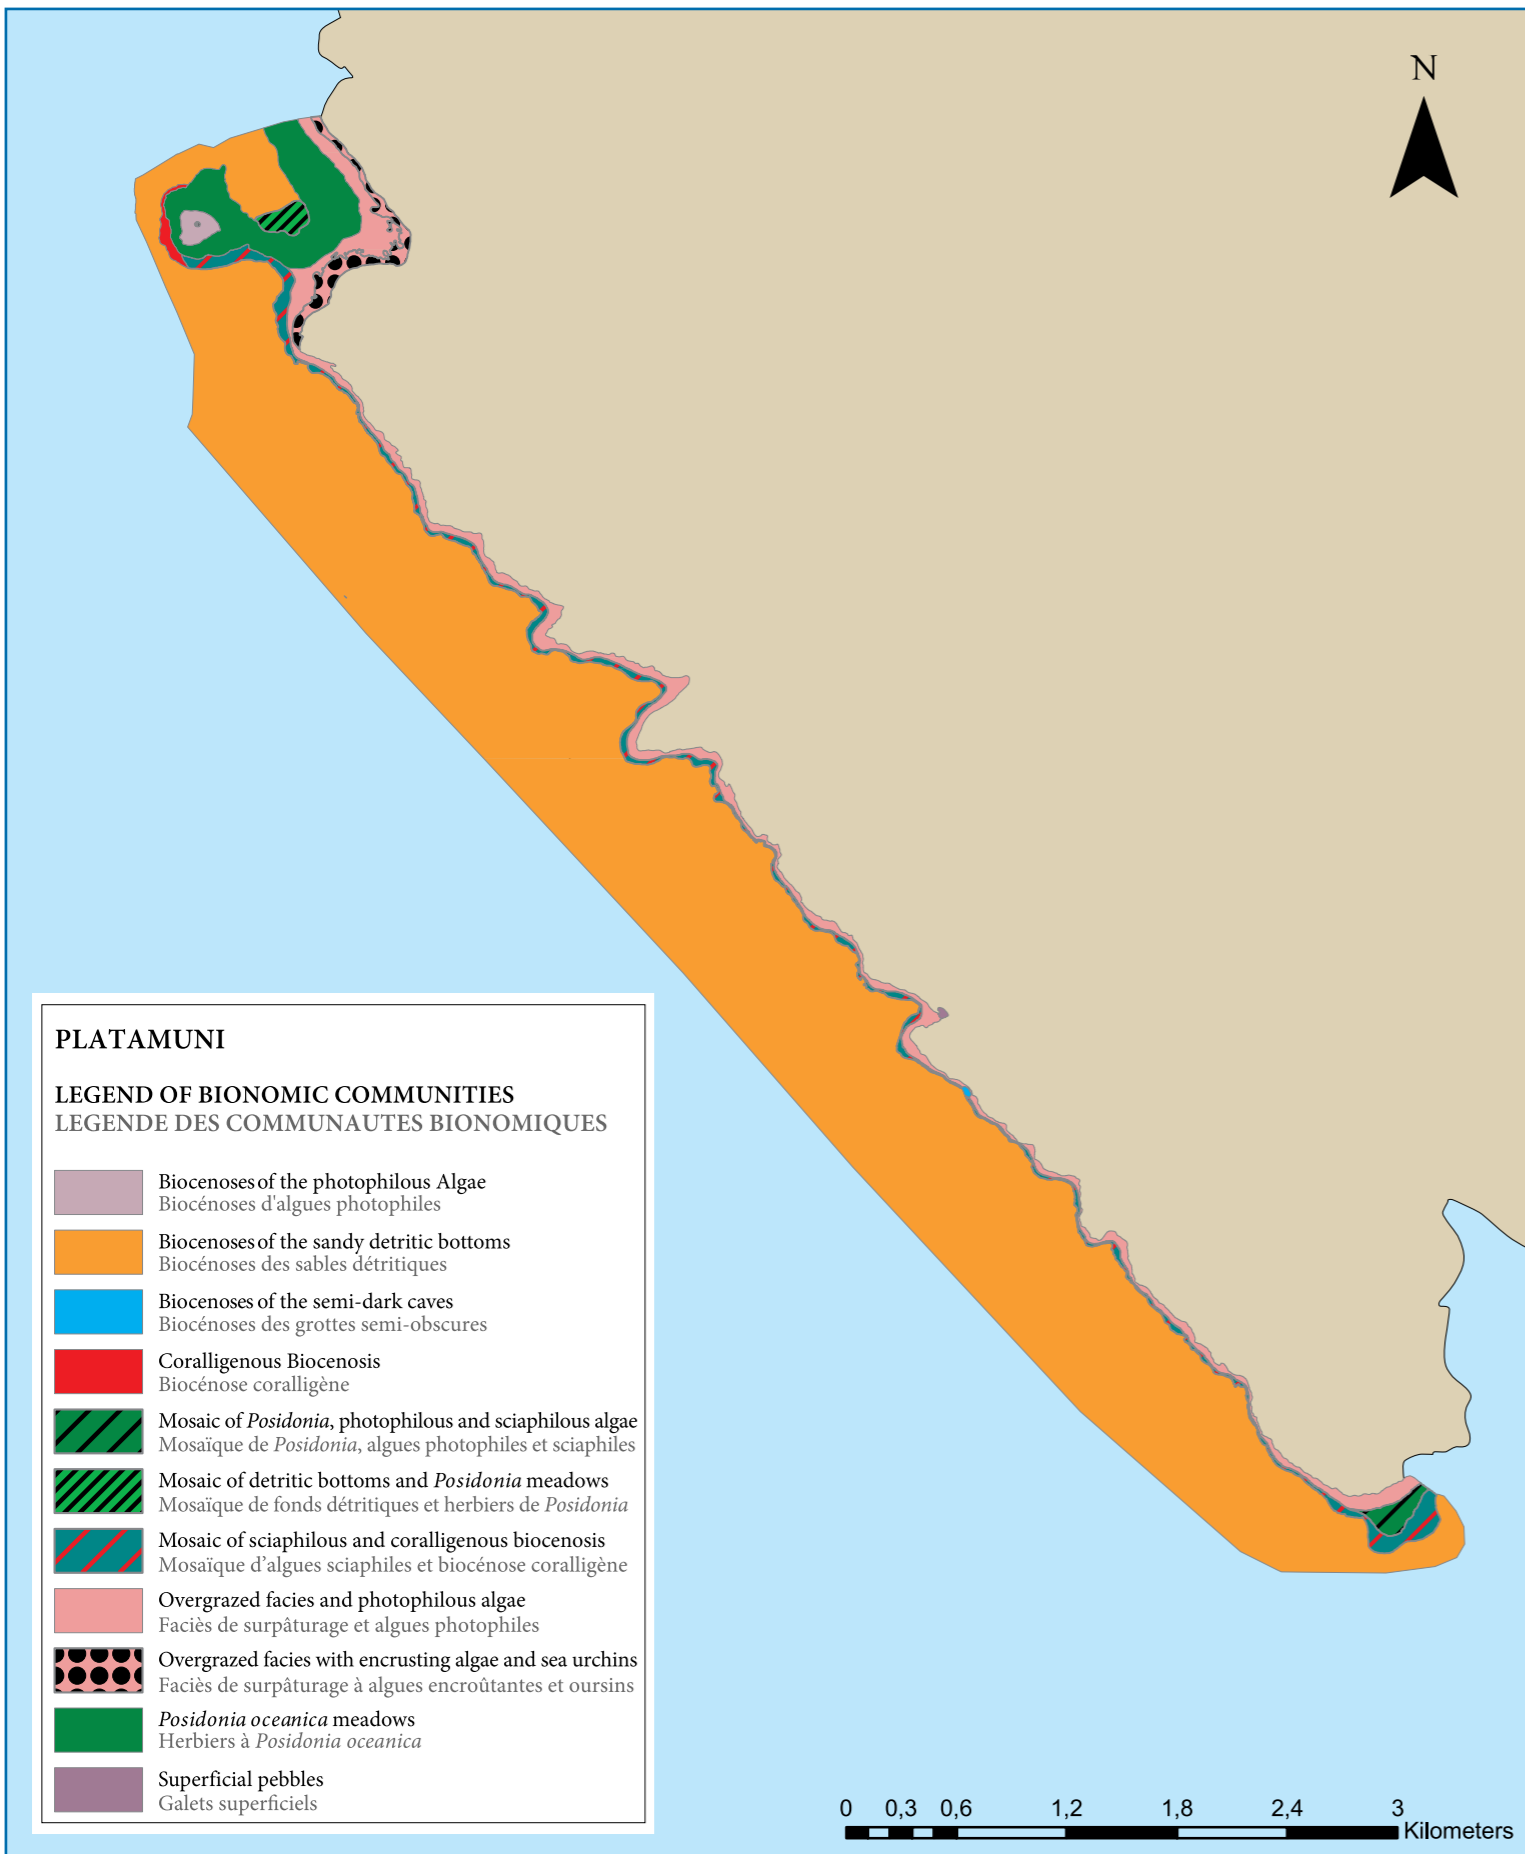 N
PLATAMUNI
LEGEND OF BIONOMIC COMMUNITIES
LEGENDE DES COMMUNAUTES BIONOMIQUES
Biocenoses of the photophilous Algae
Biocénoses d'algues photophiles
Biocenoses of the sandy detritic bottoms
Biocénoses des sables détritiques
Biocenoses of the semi-dark caves
Biocénoses des grottes semi-obscures
Coralligenous Biocenosis
Biocénose coralligène
Mosaic of Posidonia, photophilous and sciaphilous algae
Mosaïque de Posidonia, algues photophiles et sciaphiles
Mosaic of detritic bottoms and Posidonia meadows
Mosaïque de fonds détritiques et herbiers de Posidonia
Mosaic of sciaphilous and coralligenous biocenosis
Mosaïque d’algues sciaphiles et biocénose coralligène
Overgrazed facies and photophilous algae
Faciès de surpâturage et algues photophiles
Overgrazed facies with encrusting algae and sea urchins
Faciès de surpâturage à algues encroûtantes et oursins
Posidonia oceanica meadows
Herbiers à Posidonia oceanica
Superficial pebbles
Galets superficiels
0 0,3 0,6 1,2 1,8 2,4 3
Kilometers